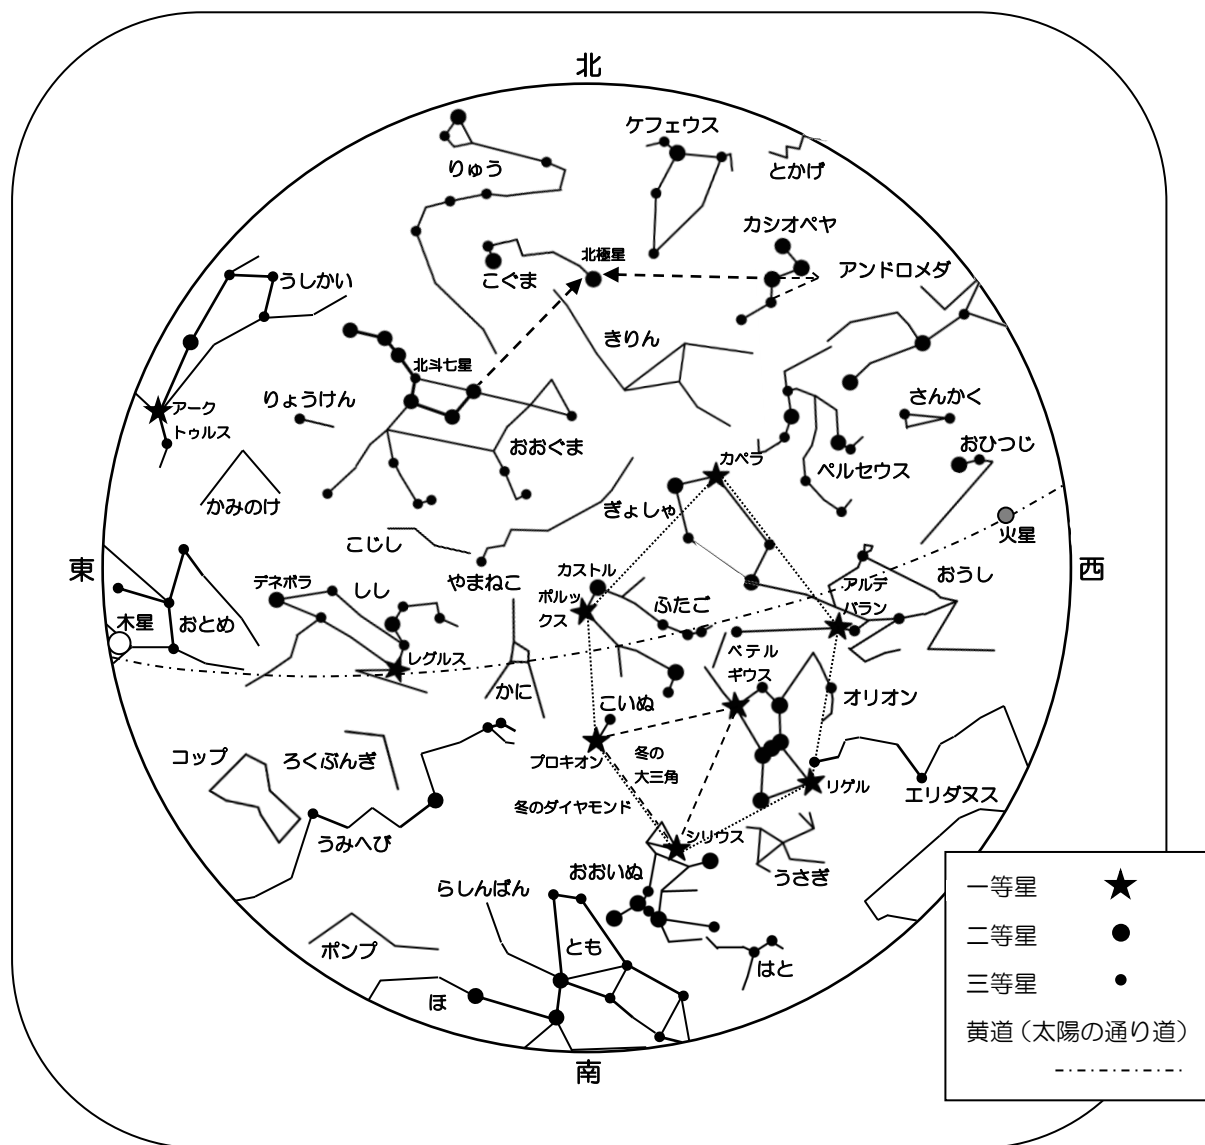 北
ケフェウス
とかげ
りゅう
カシオペヤ
北極星
こぐま
アンドロメダ
うしかい
きりん
北斗七星
りょうけん
アーク
トゥルス
さんかく
おおぐま
おひつじ
カペラ
ペルセウス
かみのけ
ぎょしゃ
火星
こじし
東
西
やまねこ
カストル
デネボラ
しし
アルデ
バラン
おうし
ポルッ
クス
ふたご
木星
おとめ
レグルス
ベテル
ギウス
かに
オリオン
こいぬ
コップ
ろくぶんぎ
プロキオン
冬の
大三角
リゲル
エリダヌス
冬のダイヤモンド
うみへび
シリウス
おおいぬ
うさぎ
らしんばん
ポンプ
とも
はと
ほ
南
一等星
二等星
三等星
黄道(太陽の通り道)